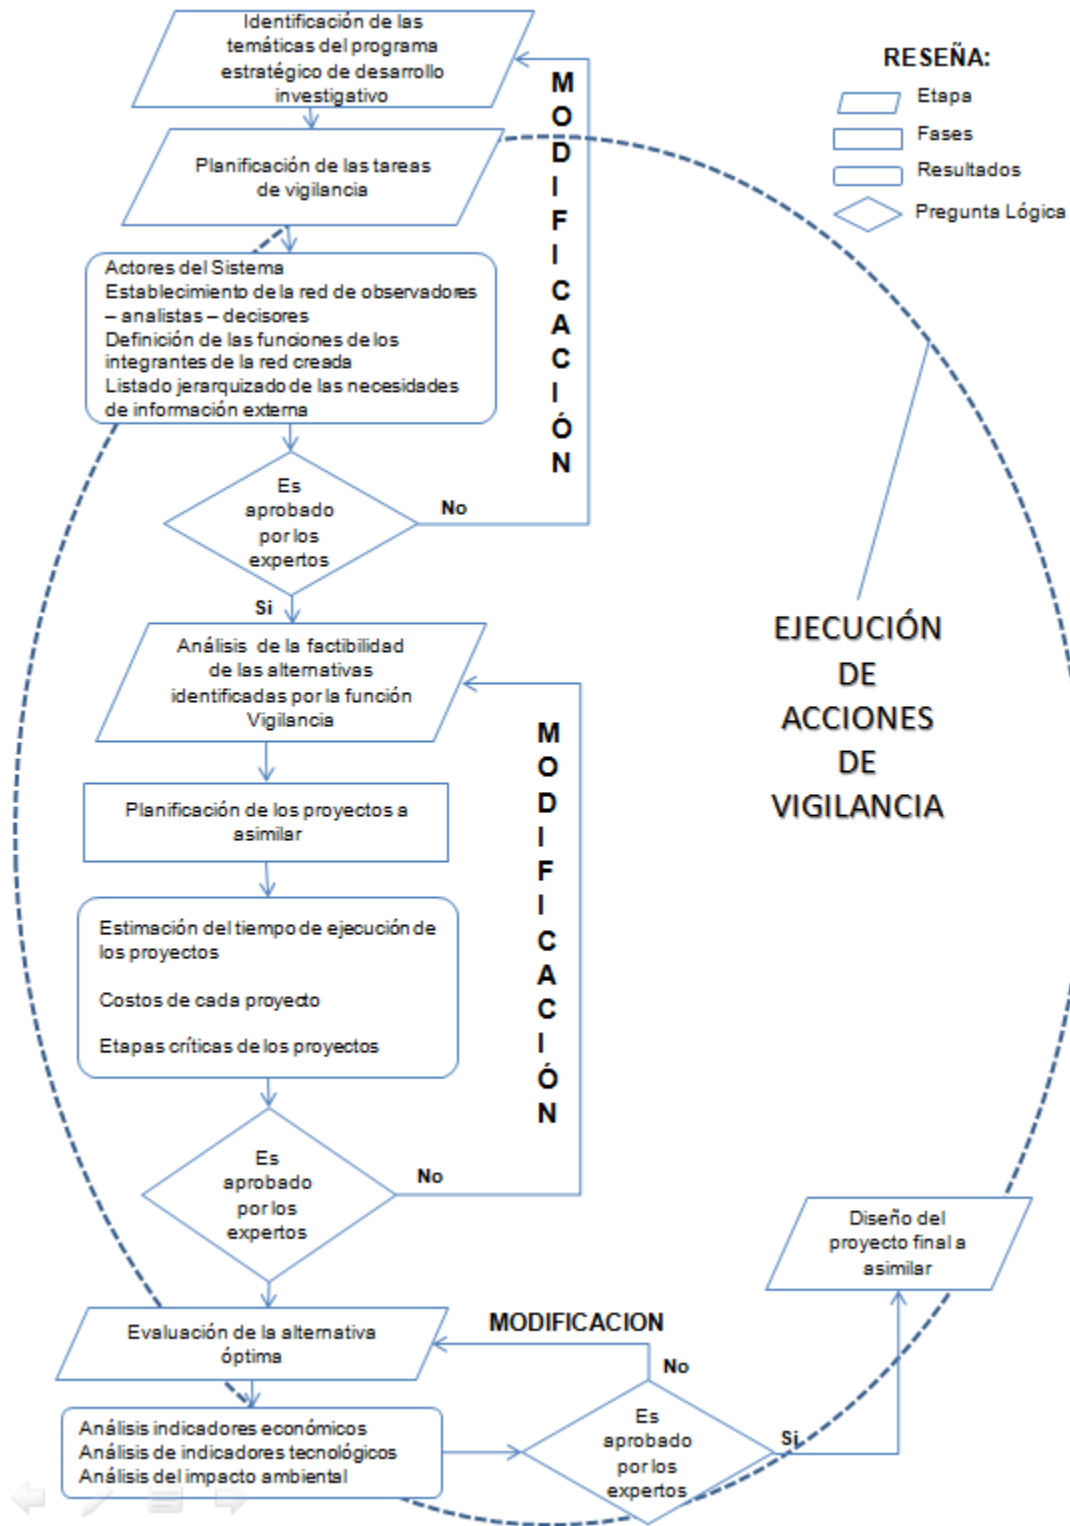 Identificación de las
temáticas del programa
estratégico de desarrollo
investigativo
MODIFICACIÓN
RESEÑA:
Etapa
Fases
Resultados
Pregunta Lógica
Planificación de las tareas
de vigilancia
Actores del Sistema
Establecimiento de la red de observadores
– analistas – decisores
Definición de las funciones de los
integrantes de la red creada
Listado jerarquizado de las necesidades
de información externa
Es
aprobado
por los
expertos
No
Si
EJECUCIÓN
DE
ACCIONES
DE
VIGILANCIA
Análisis de la factibilidad
de las alternativas
identificadas por la función
Vigilancia
MODIFICACIÓN
Planificación de los proyectos a
asimilar
Estimación del tiempo de ejecución de
los proyectos
Costos de cada proyecto
Etapas críticas de los proyectos
Es
aprobado
por los
expertos
No
Diseño del
proyecto final a
asimilar
Evaluación de la alternativa
óptima
MODIFICACION
No
Análisis indicadores económicos
Análisis de indicadores tecnológicos
Análisis del impacto ambiental
Es
aprobado
por los
expertos
Si